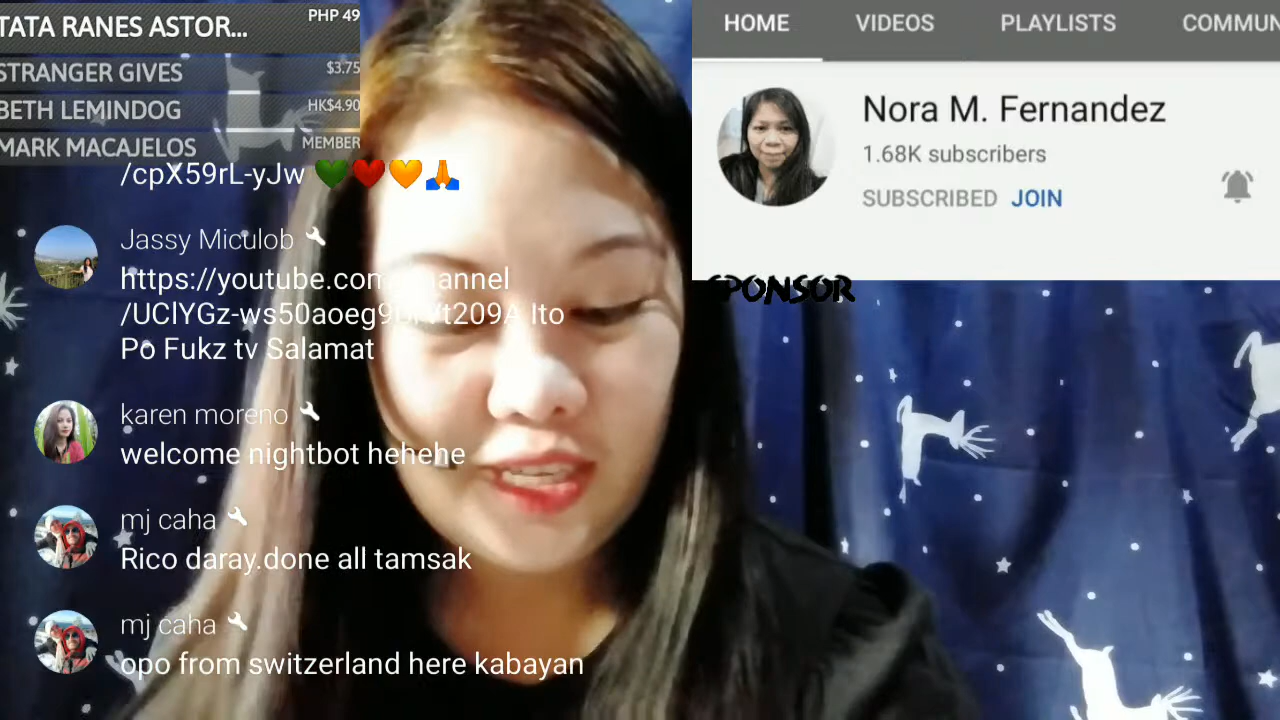 TATA RANES ASTOR... PHP 49
STRANGER GIVES $3.75
BETH LEMINDOG HK$4.90
MARK MACAJELOS MEMBER
/cpX59rL-yJw 💚❤️🧡🙏
Jassy Miculob
https://youtube.com/channel
Ito
Po Fukz tv Salamat
karen moreno
welcome nightbot hehehe
mj caha
Rico daray.done all tamsak
mj caha
opo from switzerland here kabayan
HOME VIDEOS PLAYLISTS COMMUN
Nora M. Fernandez
1.68K subscribers
SUBSCRIBED JOIN
SPONSOR